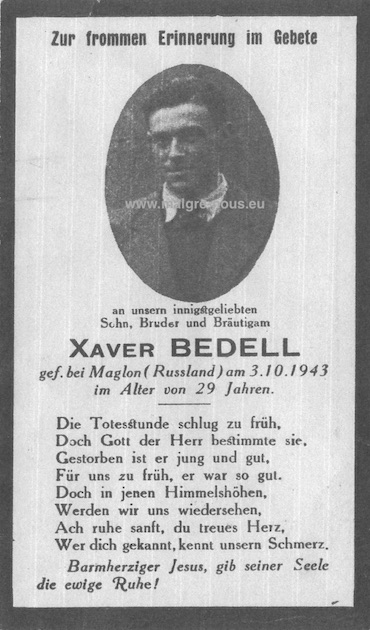 Zur frommen Erinnerung im Gebete
www.malgre-nous.eu
an unsern innigstgeliebten
Sohn, Bruder und Bräutigam
XAVER BEDELL
gef. bei Maglon (Russland) am 3.10.1943
im Alter von 29 Jahren.
Die Totesstunde schlug zu früh,
Doch Gott der Herr bestimmte sie.
Gestorben ist er jung und gut,
Für uns zu früh, er war so gut.
Doch in jenen Himmelshöhen,
Werden wir uns wiedersehen,
Ach ruhe sanft, du treues Herz,
Wer dich gekannt, kennt unsern Schmerz.
Barmherziger Jesus, gib seiner Seele
die ewige Ruhe!